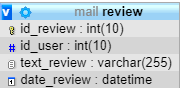 mail review
id_review : int(10)
id_user : int(10)
text_review : varchar(255)
date_review : datetime